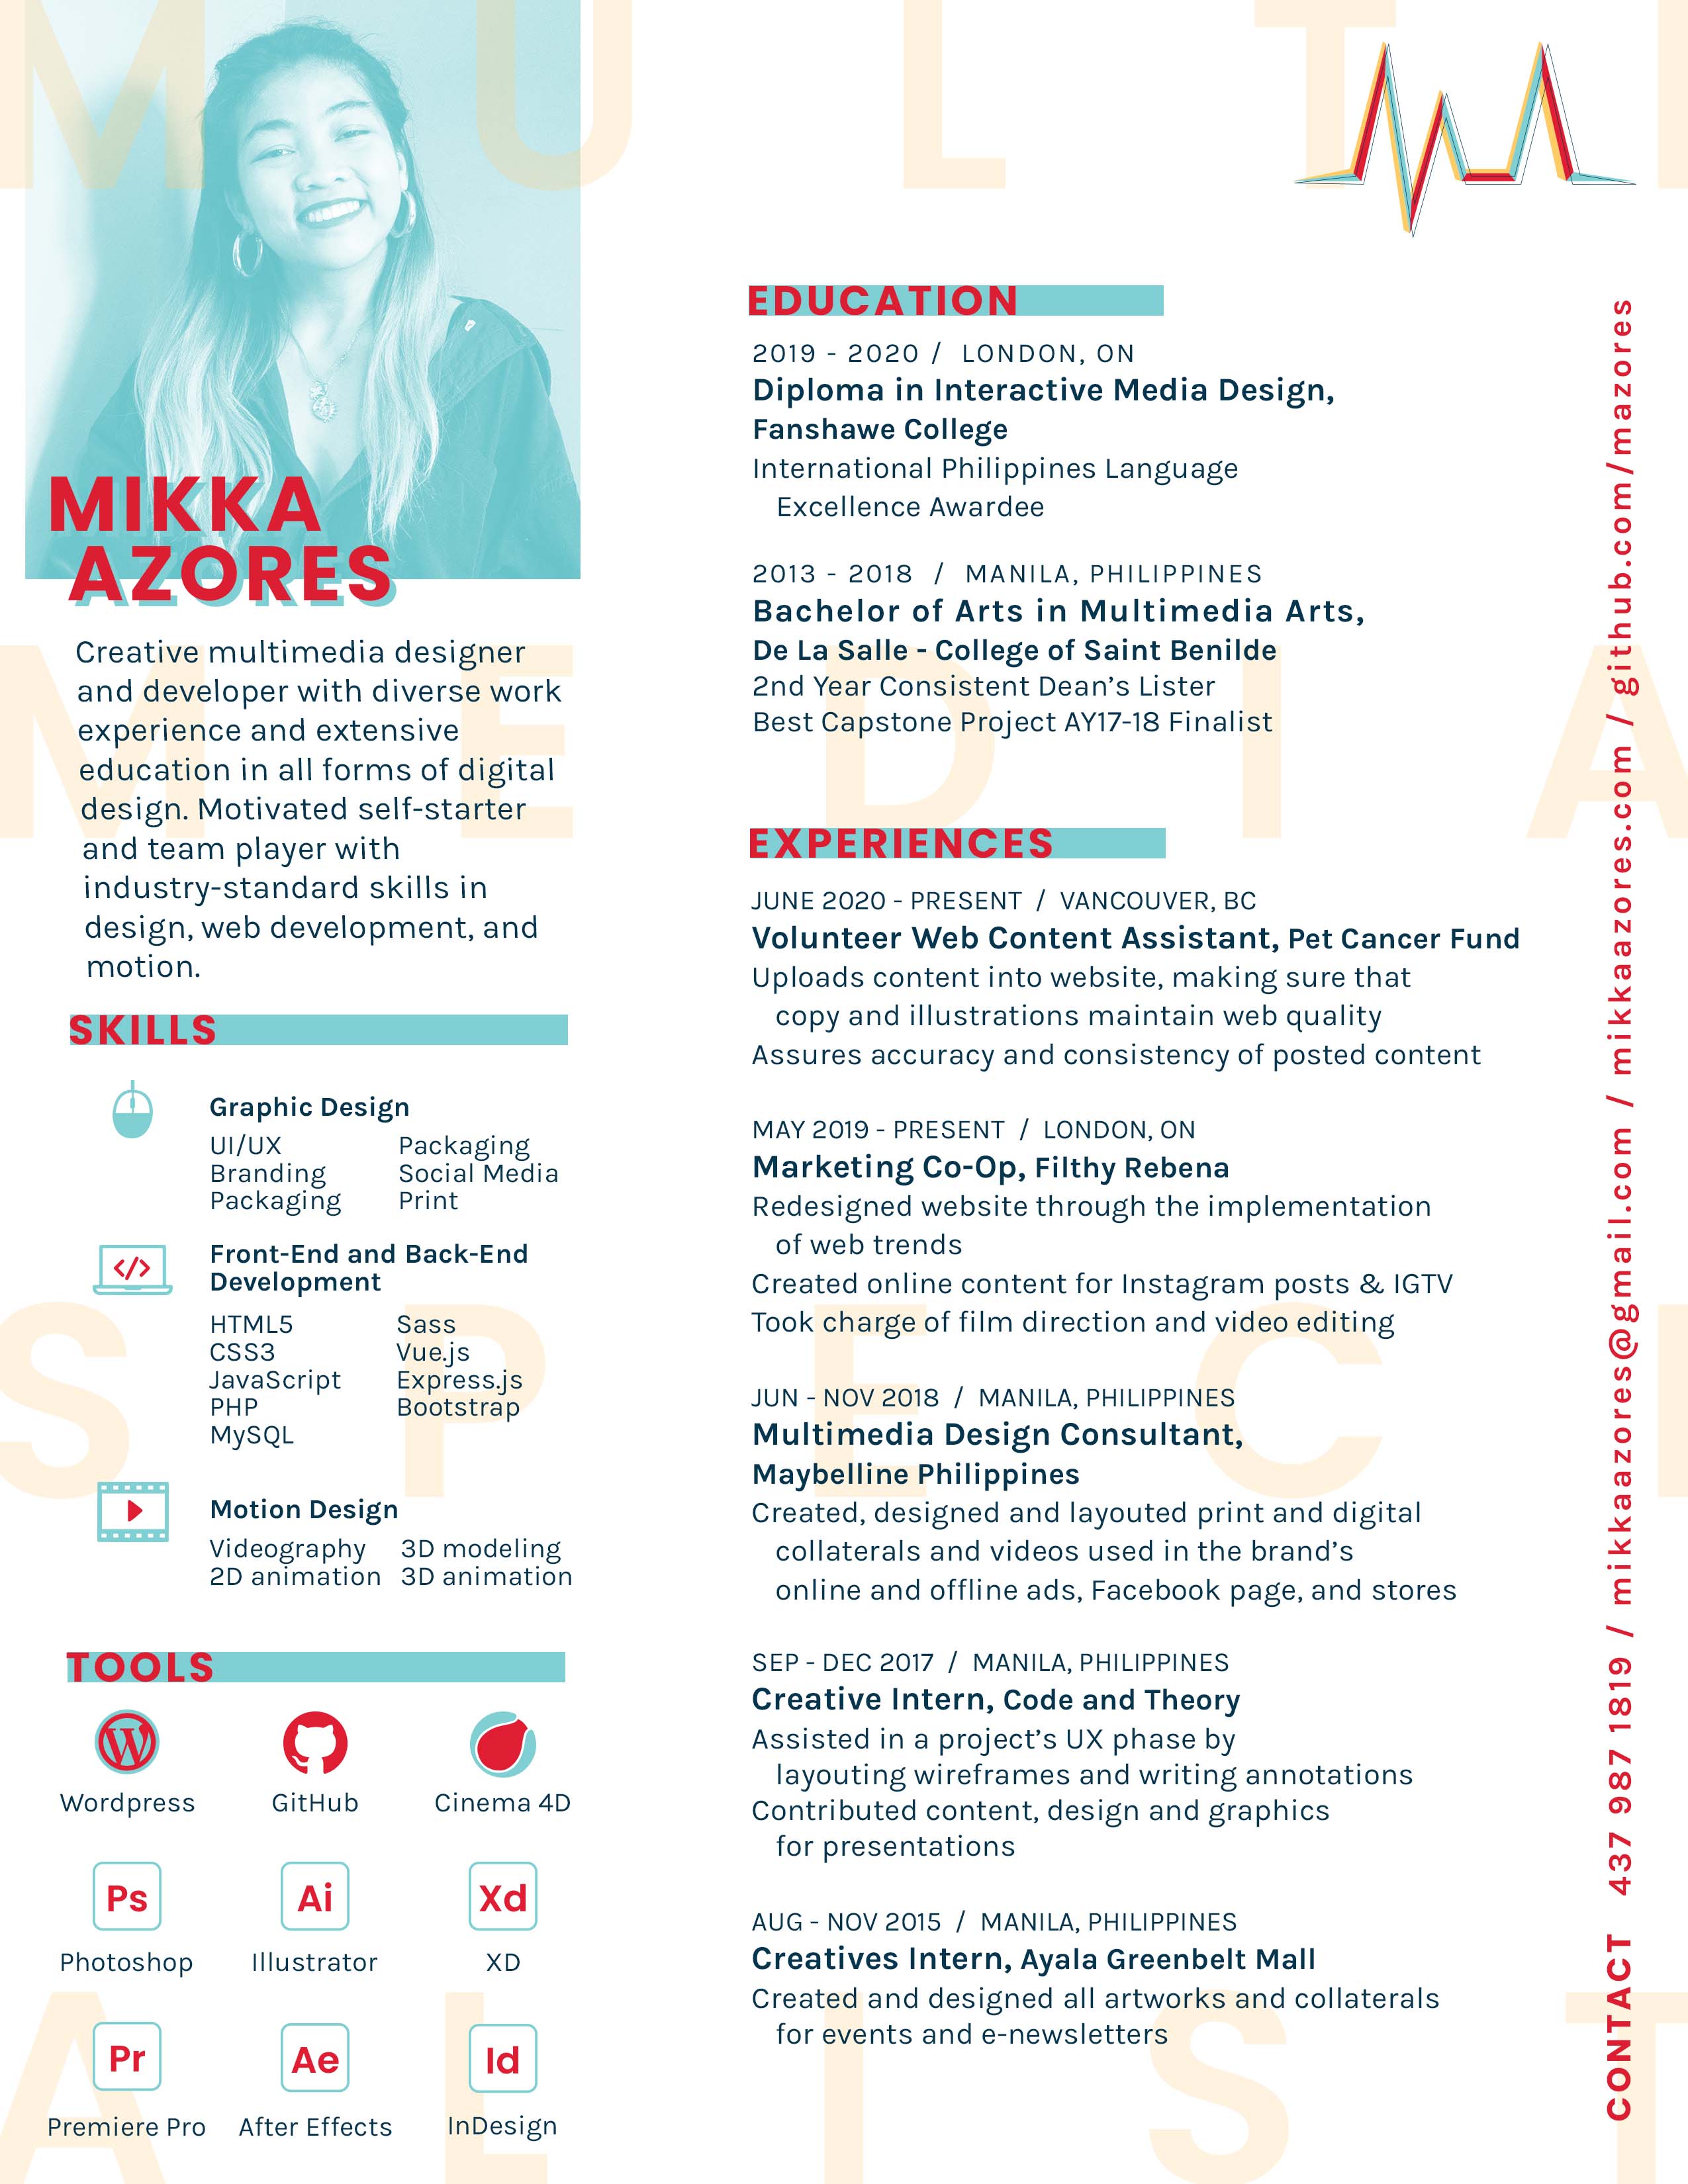 MULTI
MEDIA
SPECI
ALIST
MIKKA
AZORES
Creative multimedia designer
and developer with diverse work
experience and extensive
education in all forms of digital
design. Motivated self-starter
and team player with
industry-standard skills in
design, web development, and
motion.
SKILLS
Graphic Design
UI/UX Packaging
Branding Social Media
Packaging Print
</>
Front-End and Back-End
Development
HTML5 Sass
CSS3 Vue.js
JavaScript Express.js
PHP Bootstrap
MySQL
Motion Design
Videography 3D modeling
2D animation 3D animation
TOOLS
W
Wordpress GitHub Cinema 4D
Ps Ai Xd
Photoshop Illustrator XD
Pr Ae Id
Premiere Pro After Effects InDesign
EDUCATION
2019 - 2020 / LONDON, ON
Diploma in Interactive Media Design,
Fanshawe College
International Philippines Language
Excellence Awardee
2013 - 2018 / MANILA, PHILIPPINES
Bachelor of Arts in Multimedia Arts,
De La Salle - College of Saint Benilde
2nd Year Consistent Dean’s Lister
Best Capstone Project AY17-18 Finalist
EXPERIENCES
JUNE 2020 - PRESENT / VANCOUVER, BC
Volunteer Web Content Assistant, Pet Cancer Fund
Uploads content into website, making sure that
copy and illustrations maintain web quality
Assures accuracy and consistency of posted content
MAY 2019 - PRESENT / LONDON, ON
Marketing Co-Op, Filthy Rebena
Redesigned website through the implementation
of web trends
Created online content for Instagram posts & IGTV
Took charge of film direction and video editing
JUN - NOV 2018 / MANILA, PHILIPPINES
Multimedia Design Consultant,
Maybelline Philippines
Created, designed and layouted print and digital
collaterals and videos used in the brand’s
online and offline ads, Facebook page, and stores
SEP - DEC 2017 / MANILA, PHILIPPINES
Creative Intern, Code and Theory
Assisted in a project’s UX phase by
layouting wireframes and writing annotations
Contributed content, design and graphics
for presentations
AUG - NOV 2015 / MANILA, PHILIPPINES
Creatives Intern, Ayala Greenbelt Mall
Created and designed all artworks and collaterals
for events and e-newsletters
CONTACT 437 987 1819 / mikkaazores@gmail.com / mikkaazores.com / github.com/mazores